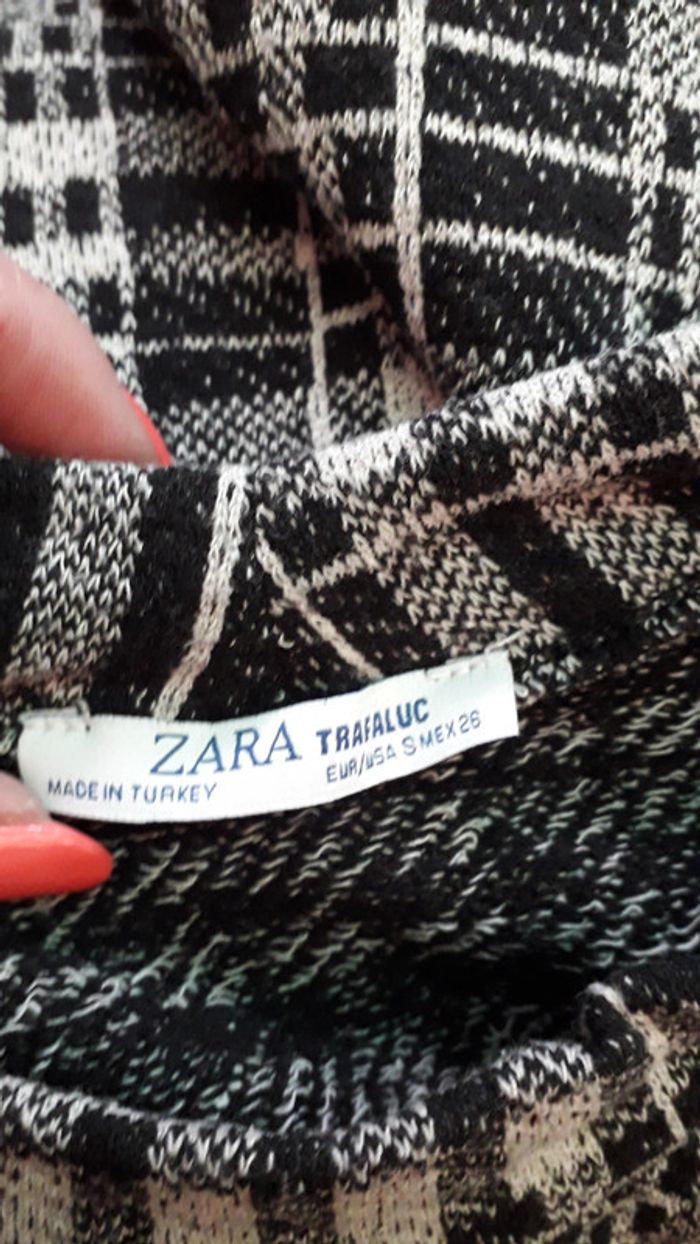 ZARA TRAFALUC
MADE IN TURKEY EUR/USA S MEX 26